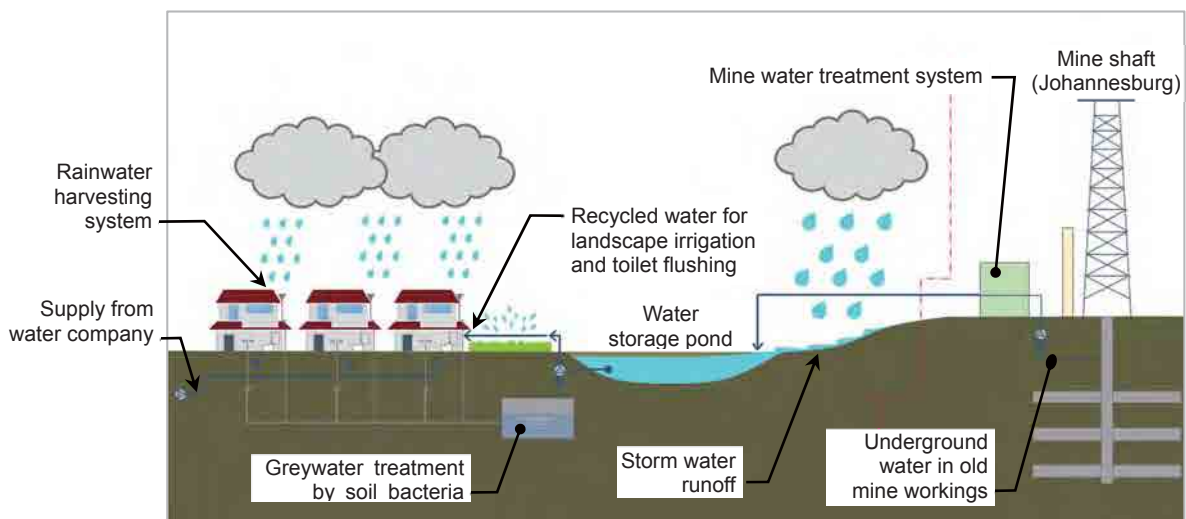 Mine water treatment system
Mine shaft
(Johannesburg)
Rainwater
harvesting
system
Recycled water for
landscape irrigation
and toilet flushing
Supply from
water company
Water
storage pond
Greywater treatment
by soil bacteria
Storm water
runoff
Underground
water in old
mine workings